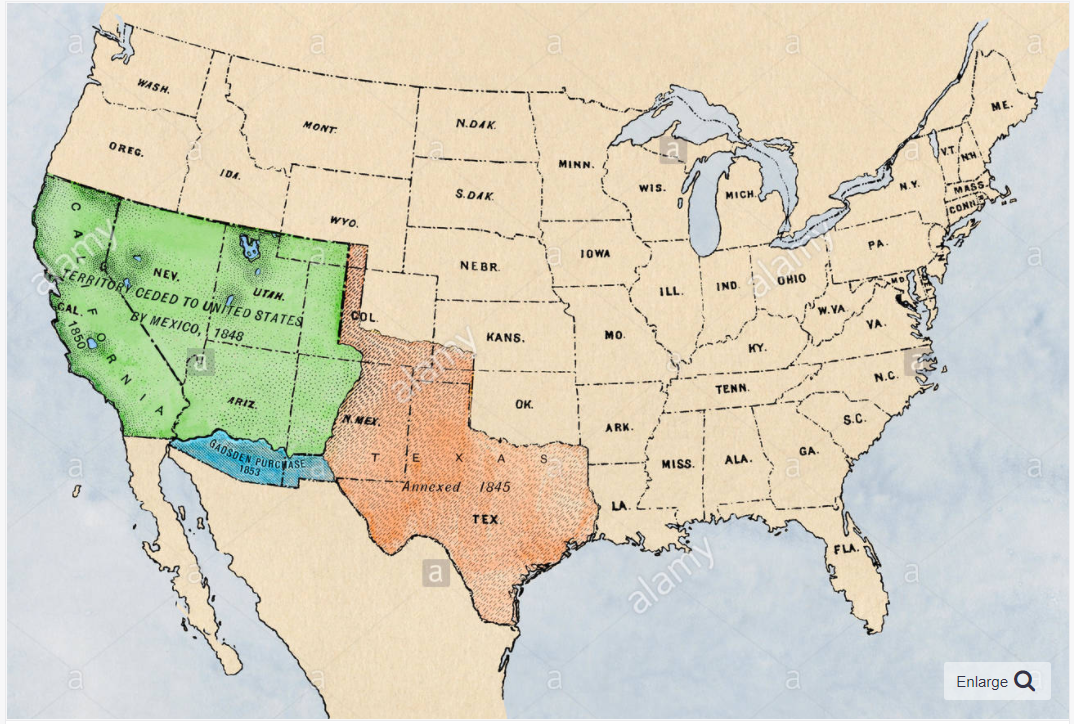 WASH.
MONT.
N.DAK.
MINN.
ME.
OREG.
IDA.
S.DAK.
WIS.
MICH.
N.Y.
V.T.
N.H.
MASS.
CONN.
WYO.
NEBR.
IOWA
PA.
ILL.
IND.
OHIO
M.D.
W.VA.
VA.
CALIFORNIA
NEV.
UTAH.
TERRITORY CEDED TO UNITED STATES
BY MEXICO, 1848
CAL.
1850
COL.
KANS.
MO.
KY.
ARIZ.
N.MEX.
OK.
ARK.
TENN.
N.C.
S.C.
GADSDEN PURCHASE
1853
TEXAS
Annexed 1845
TEX.
LA.
MISS.
ALA.
GA.
FLA.
alamy
alamy
alamy
alamy
a
a
a
a
a
a
a
a
a
a
Enlarge